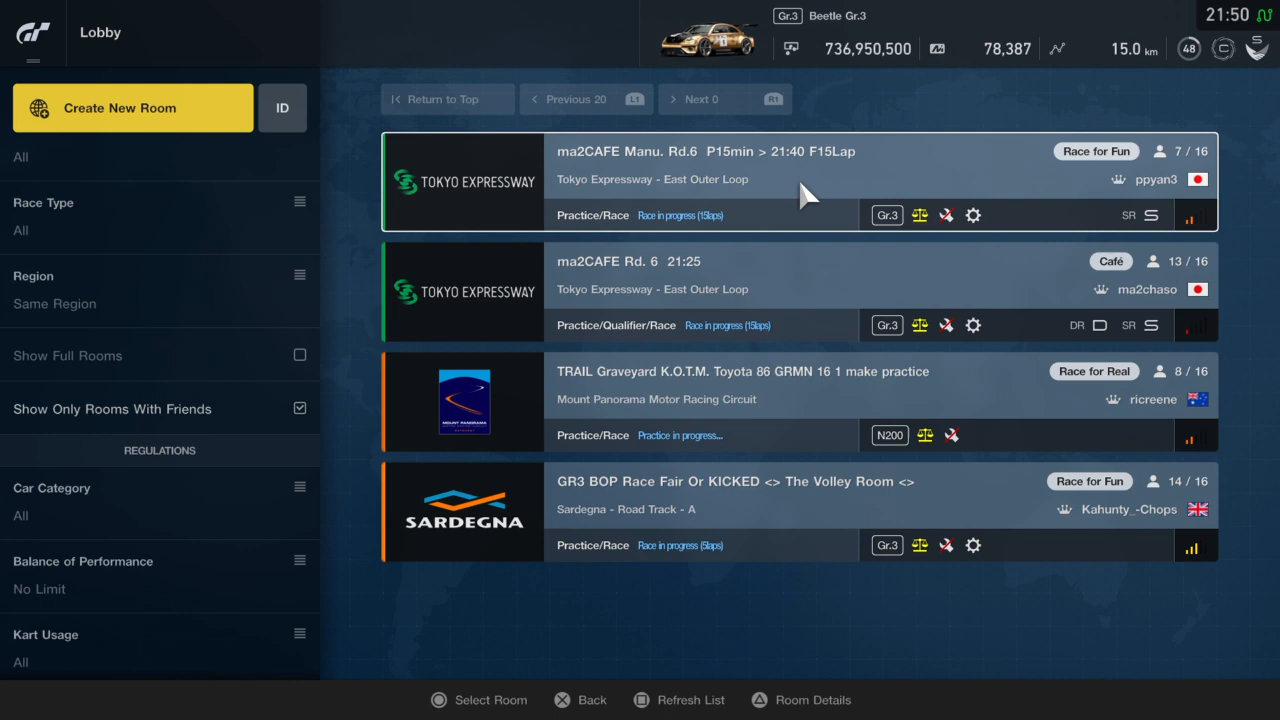 GT
Lobby
Gr.3 Beetle Gr.3
736,950,500 78,387 15.0 km 48 C S
21:50
Create New Room
ID
All
Race Type
All
Region
Same Region
Show Full Rooms
Show Only Rooms With Friends
REGULATIONS
Car Category
All
Balance of Performance
No Limit
Kart Usage
All
Return to Top
Previous 20 L1
Next 0 R1
TOKYO EXPRESSWAY
ma2CAFE Manu. Rd.6 P15min > 21:40 F15Lap
Race for Fun 7 / 16
Tokyo Expressway - East Outer Loop
ppyan3
Practice/Race Race in progress (15laps)
Gr.3 SR S
TOKYO EXPRESSWAY
ma2CAFE Rd. 6 21:25
Café 13 / 16
Tokyo Expressway - East Outer Loop
ma2chaso
Practice/Qualifier/Race Race in progress (15laps)
Gr.3 DR D SR S
MOUNT PANORAMA
TRAIL Graveyard K.O.T.M. Toyota 86 GRMN 16 1 make practice
Race for Real 8 / 16
Mount Panorama Motor Racing Circuit
ricreene
Practice/Race Practice in progress...
N200
SARDEGNA
GR3 BOP Race Fair Or KICKED <> The Volley Room <>
Race for Fun 14 / 16
Sardegna - Road Track - A
Kahunty_-Chops
Practice/Race Race in progress (5laps)
Gr.3
Select Room Back Refresh List Room Details